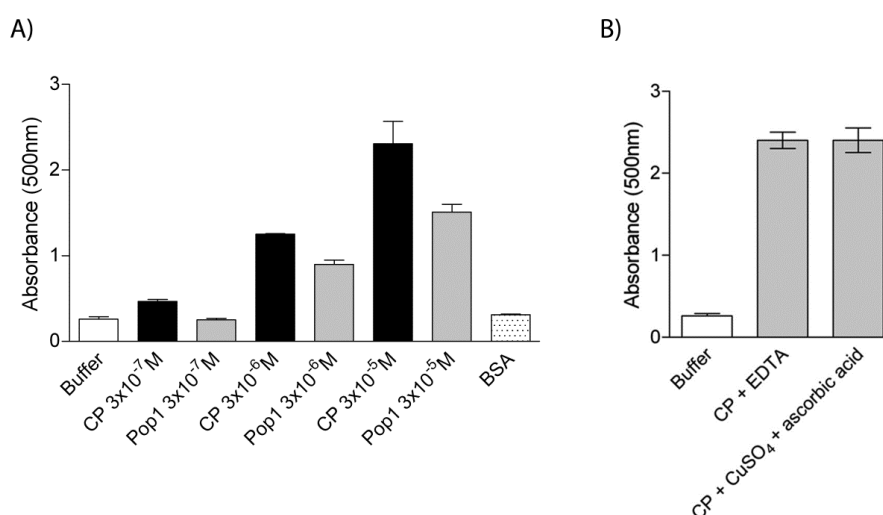 A)
3
2
1
0
Absorbance (500nm)
Buffer
CP 3x10⁻⁷M
Pop1 3x10⁻⁷M
CP 3x10⁻⁶M
Pop1 3x10⁻⁶M
CP 3x10⁻⁵M
Pop1 3x10⁻⁵M
BSA
B)
3
2
1
0
Absorbance (500nm)
Buffer
CP + EDTA
CP + CuSO₄ + ascorbic acid